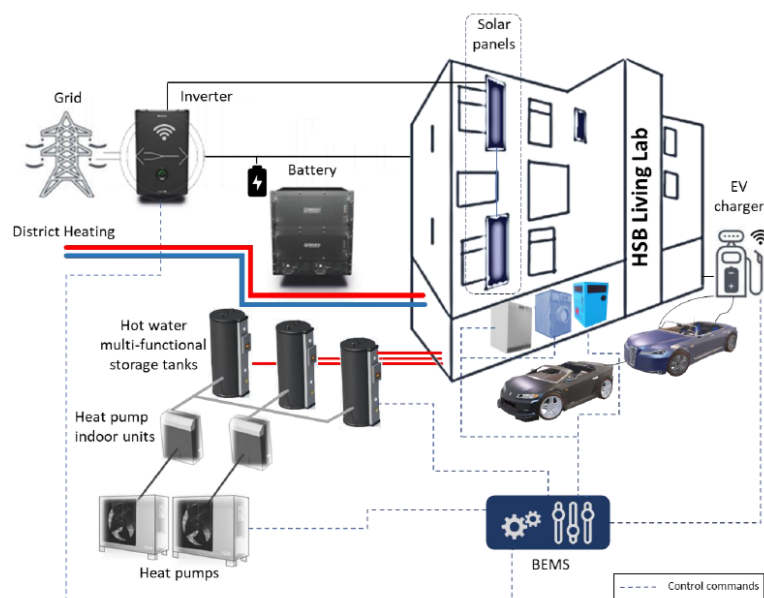 Solar
panels
Grid
Inverter
Battery
HSB Living Lab
EV
charger
District Heating
Hot water
multi-functional
storage tanks
Heat pump
indoor units
Heat pumps
BEMS
Control commands